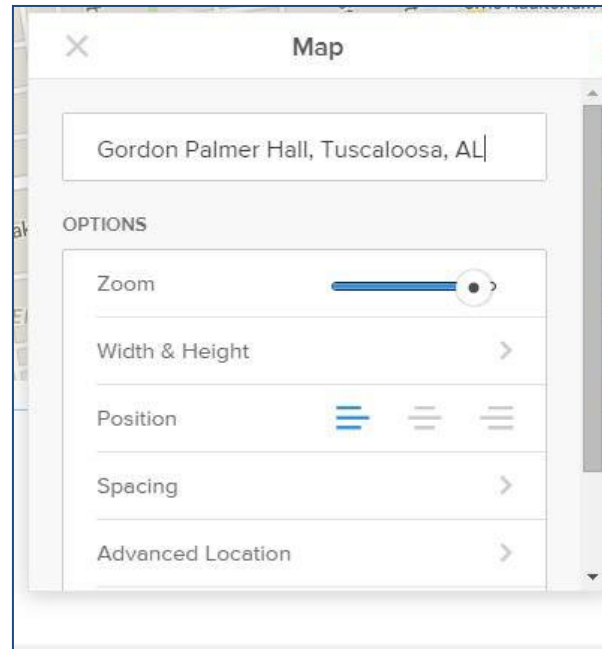 Map
Gordon Palmer Hall, Tuscaloosa, AL
OPTIONS
Zoom
Width & Height
Position
Spacing
Advanced Location